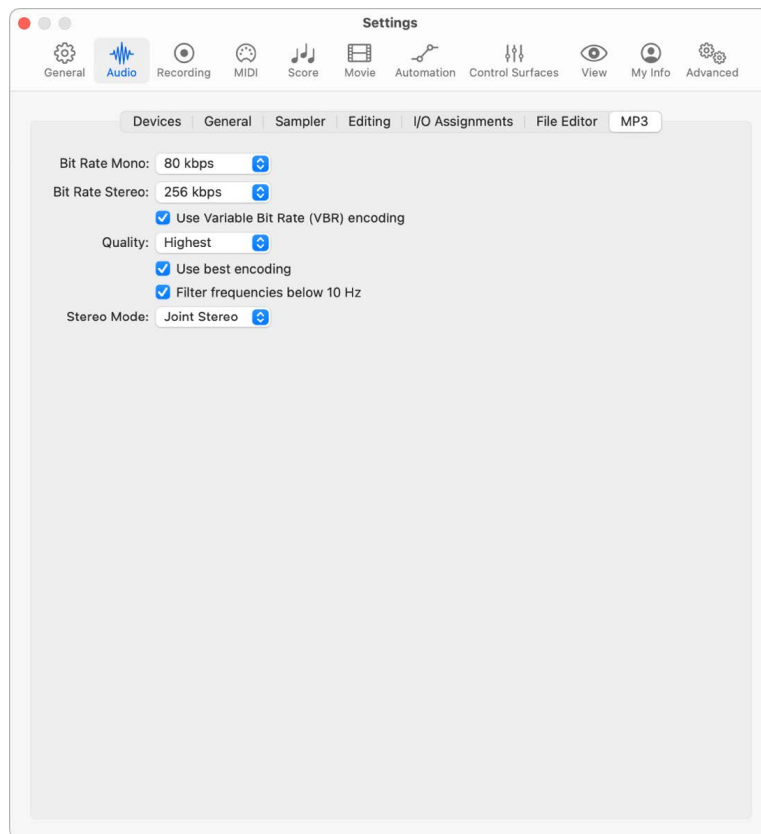 Settings
General Audio Recording MIDI Score Movie Automation Control Surfaces View My Info Advanced
Devices General Sampler Editing I/O Assignments File Editor MP3
Bit Rate Mono: 80 kbps
Bit Rate Stereo: 256 kbps
Use Variable Bit Rate (VBR) encoding
Quality: Highest
Use best encoding
Filter frequencies below 10 Hz
Stereo Mode: Joint Stereo